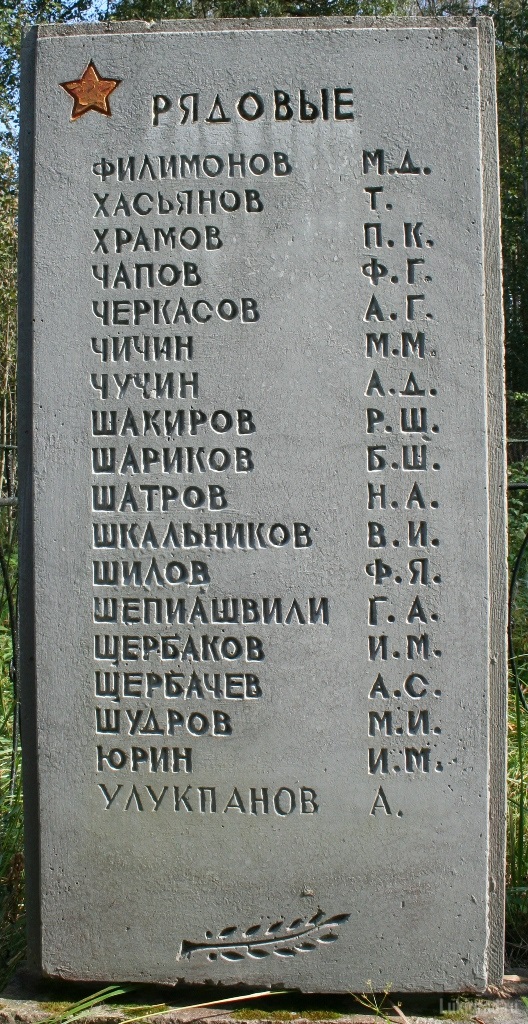 РЯДОВЫЕ
ФИЛИМОНОВ М.Д.
ХАСЬЯНОВ Т.
ХРАМОВ П.К.
ЧАПОВ Ф.Г.
ЧЕРКАСОВ А.Г.
ЧИЧИН М.М.
ЧУЧИН А.Д.
ШАКИРОВ Р.Ш.
ШАРИКОВ Б.Ш.
ШАТРОВ Н.А.
ШКАЛЬНИКОВ В.И.
ШИЛОВ Ф.Я.
ШЕПИАШВИЛИ Г.А.
ЩЕРБАКОВ И.М.
ЩЕРБАЧЕВ А.С.
ШУДРОВ М.И.
ЮРИН И.М.
УЛУКПАНОВ А.